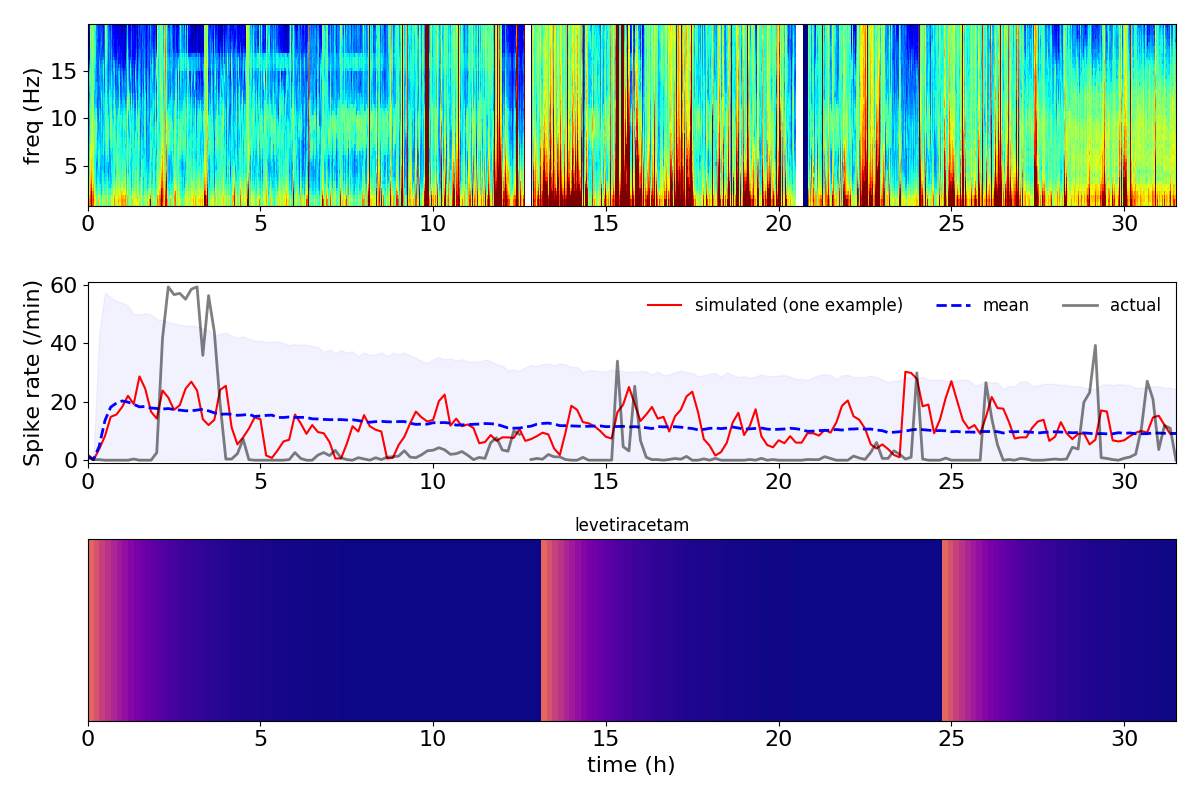 freq (Hz)
15
10
5
0 5 10 15 20 25 30
Spike rate (/min)
60
40
20
0
simulated (one example) mean actual
0 5 10 15 20 25 30
levetiracetam
0 5 10 15 20 25 30
time (h)